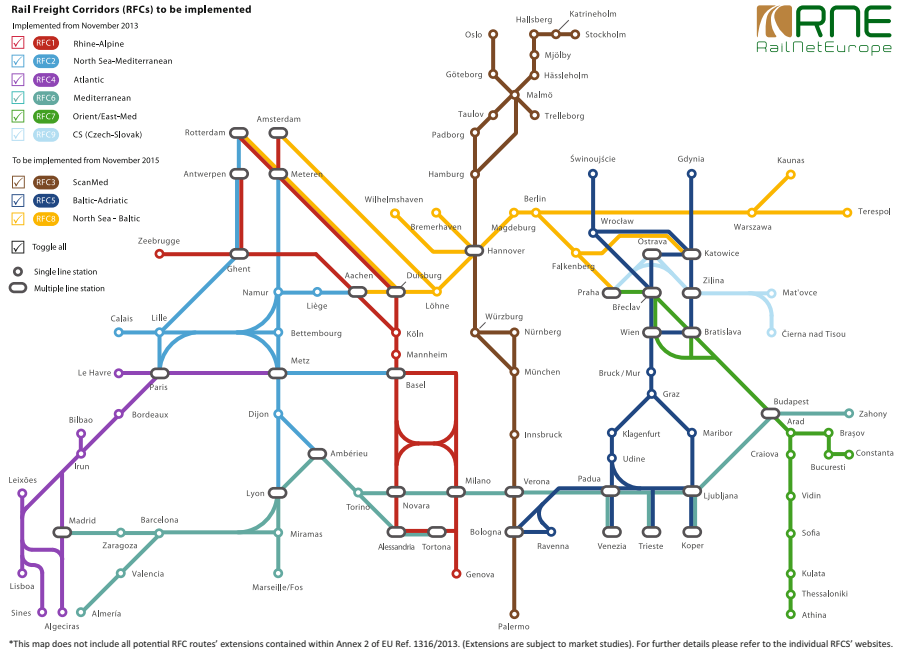 Rail Freight Corridors (RFCs) to be implemented
Implemented from November 2013
RFC1 Rhine-Alpine
RFC2 North Sea-Mediterranean
RFC4 Atlantic
RFC6 Mediterranean
RFC7 Orient/East-Med
RFC9 CS (Czech-Slovak)
To be implemented from November 2015
RFC3 ScanMed
RFC5 Baltic-Adriatic
RFC8 North Sea - Baltic
Toggle all
Single line station
Multiple line station
RNE
RailNetEurope
Katrineholm
Hallsberg
Oslo
Stockholm
Mjölby
Göteborg
Hässleholm
Malmö
Taulov
Trelleborg
Padborg
Hamburg
Amsterdam
Rotterdam
Antwerpen
Meteren
Świnoujście
Gdynia
Kaunas
Wilhelmshaven
Bremerhaven
Magdeburg
Berlin
Terespol
Warszawa
Wrocław
Zeebrugge
Ghent
Hannover
Ostrava
Katowice
Falkenberg
Aachen
Duisburg
Namur
Liège
Löhne
Praha
Břeclav
Žilina
Mat'ovce
Calais
Lille
Bettembourg
Köln
Würzburg
Nürnberg
Wien
Bratislava
Čierna nad Tisou
Mannheim
Le Havre
Paris
Metz
Basel
München
Bruck/Mur
Graz
Bilbao
Bordeaux
Dijon
Budapest
Zahony
Irun
Ambérieu
Innsbruck
Klagenfurt
Maribor
Arad
Braşov
Udine
Craiova
Bucuresti
Constanta
Leixões
Lyon
Torino
Novara
Milano
Verona
Padua
Ljubljana
Vidin
Madrid
Zaragoza
Barcelona
Miramas
Alessandria
Tortona
Bologna
Ravenna
Venezia
Trieste
Koper
Sofia
Lisboa
Valencia
Marseille/Fos
Genova
Kulata
Thessaloniki
Sines
Algeciras
Almería
Palermo
Athina
*This map does not include all potential RFC routes' extensions contained within Annex 2 of EU Ref. 1316/2013. (Extensions are subject to market studies). For further details please refer to the individual RFCS' websites.